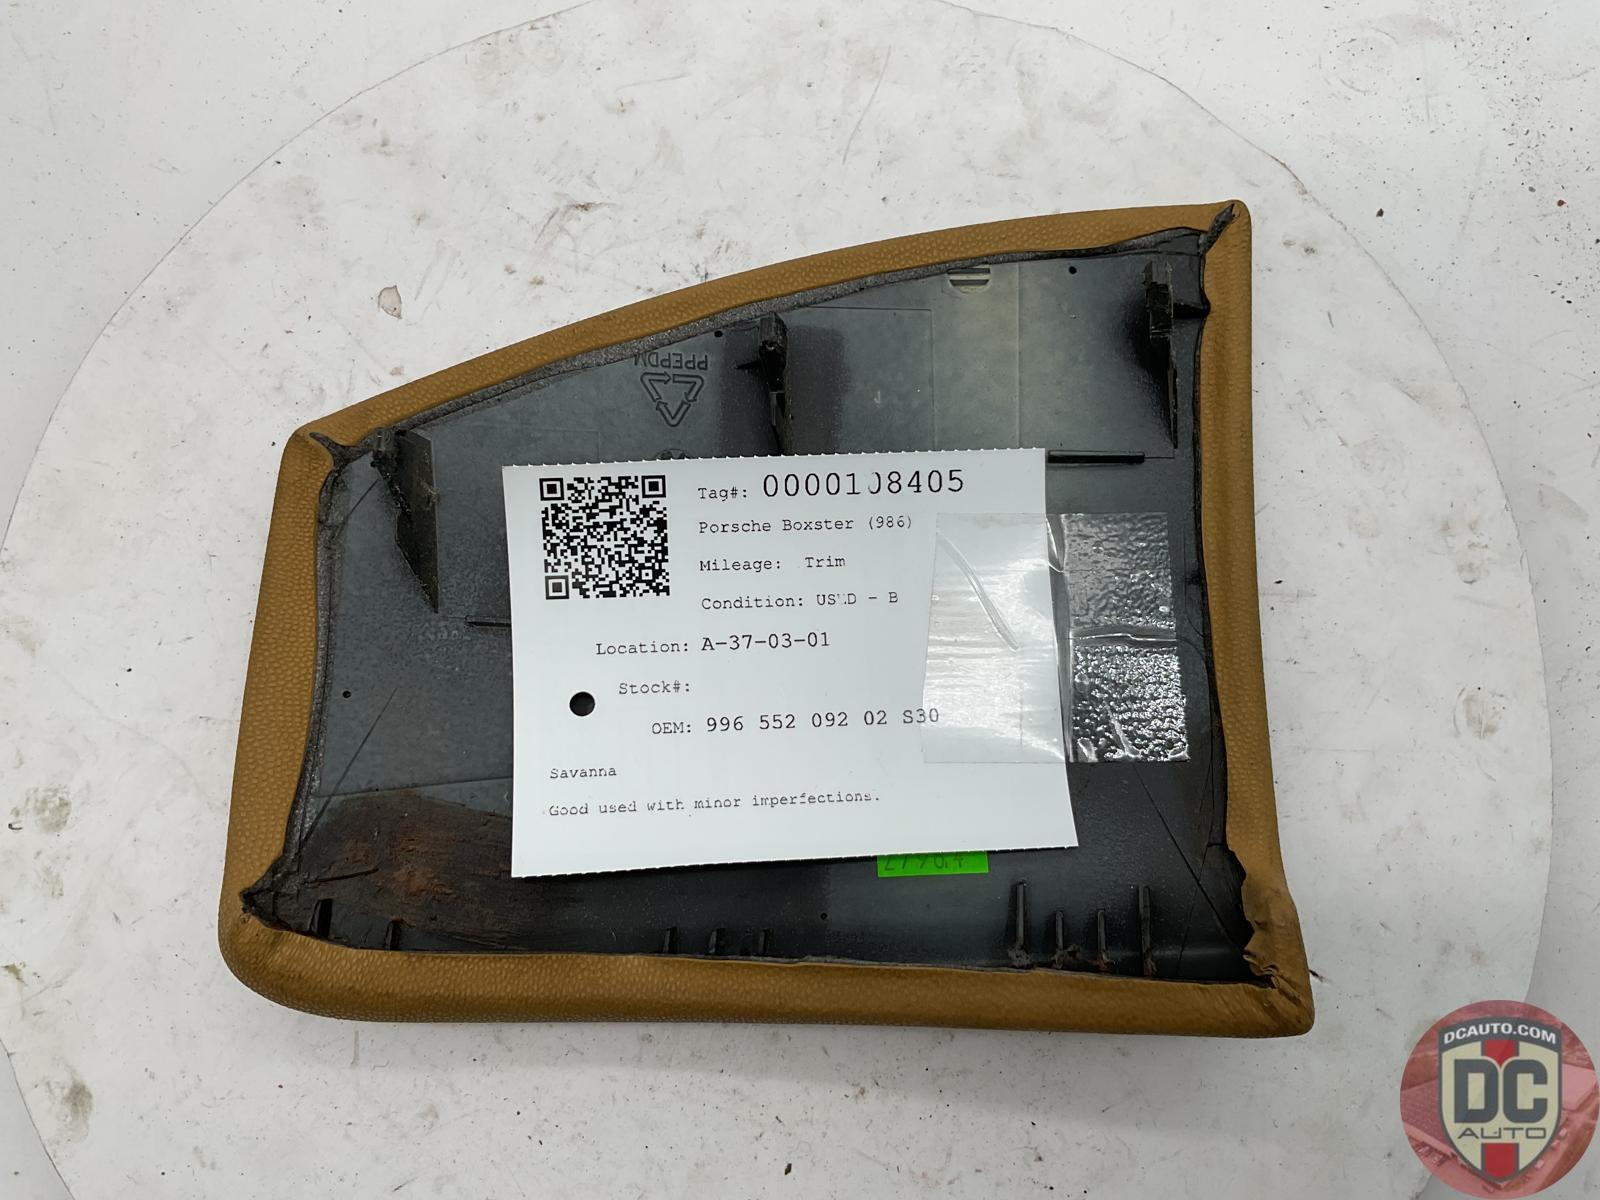 PPEPDM
Tag#: 0000108405
Porsche Boxster (986)
Mileage: Trim
Condition: USED - B
Location: A-37-03-01
Stock#:
OEM: 996 552 092 02 S30
Savanna
Good used with minor imperfections.
DCAUTO.COM
DC
AUTO